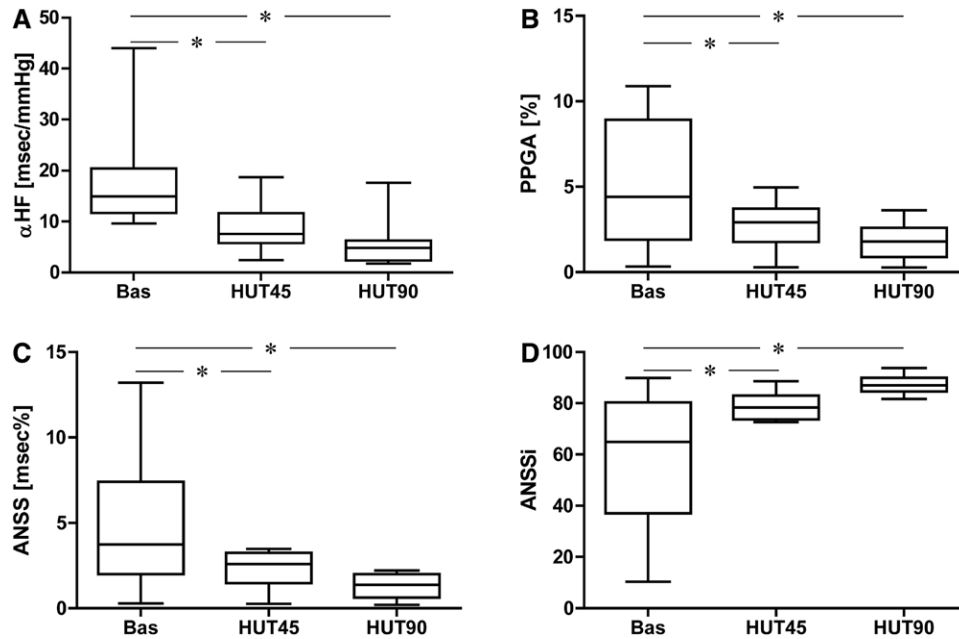 A
αHF [msec/mmHg]
50
40
30
20
10
0
*
*
Bas HUT45 HUT90
B
PPGA [%]
15
10
5
0
*
*
Bas HUT45 HUT90
C
ANSS [msec%]
15
10
5
0
*
*
Bas HUT45 HUT90
D
ANSSi
100
80
60
40
20
0
*
*
Bas HUT45 HUT90